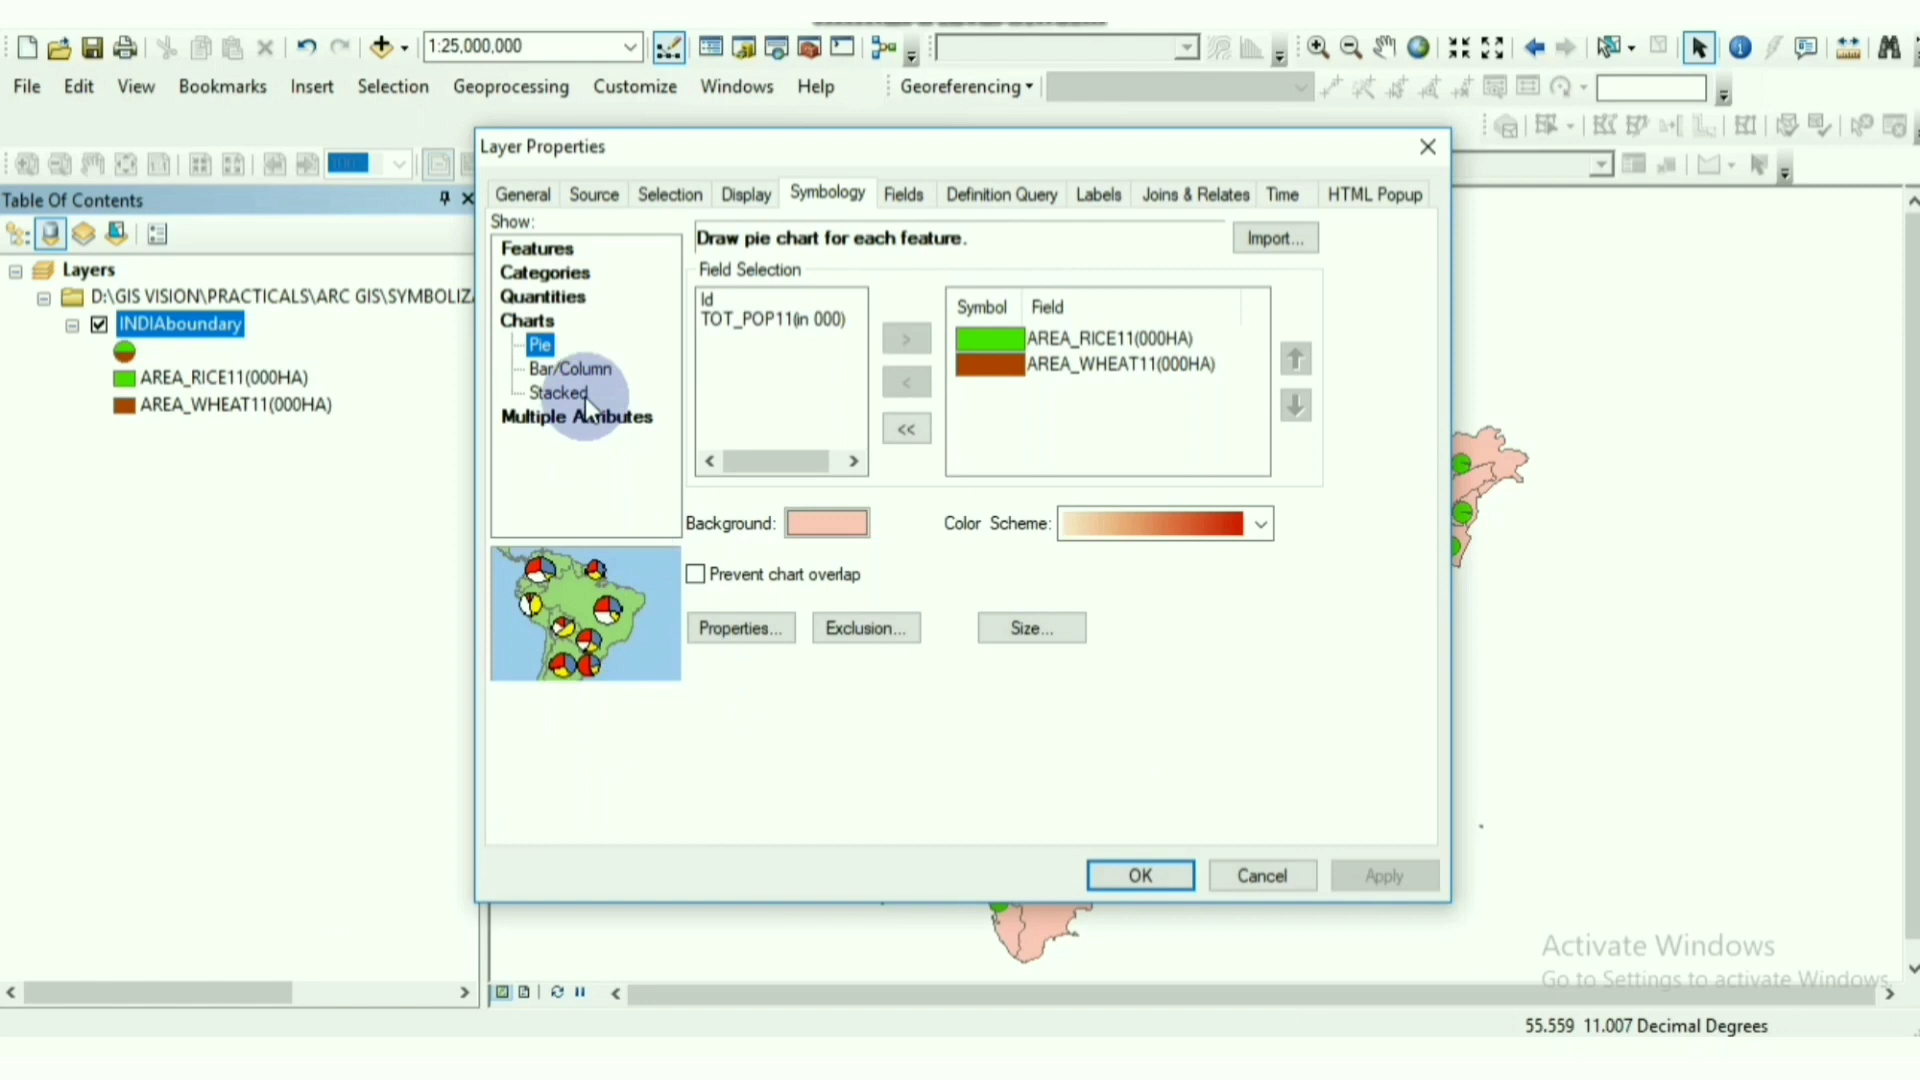 1:25,000,000
File Edit View Bookmarks Insert Selection Geoprocessing Customize Windows Help Georeferencing
Layer Properties
Table Of Contents
General Source Selection Display Symbology Fields Definition Query Labels Joins & Relates Time HTML Popup
Show:
Features
Categories
Quantities
Charts
Pie
Bar/Column
Stacked
Multiple Attributes
Draw pie chart for each feature.
Import...
Field Selection
Id
TOT_POP11(in 000)
>
<
<<
Symbol Field
AREA_RICE11(000HA)
AREA_WHEAT11(000HA)
Background:
Color Scheme:
Prevent chart overlap
Properties...
Exclusion...
Size...
OK
Cancel
Apply
Layers
D:\GIS VISION\PRACTICALS\ARC GIS\SYMBOLIZ
INDIAboundary
AREA_RICE11(000HA)
AREA_WHEAT11(000HA)
Activate Windows
Go to Settings to activate Windows.
55.559 11.007 Decimal Degrees